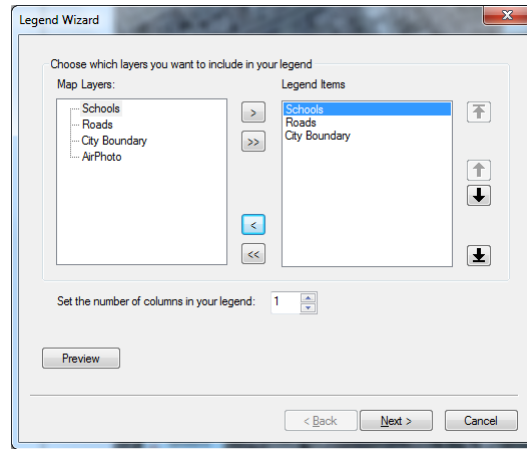 Legend Wizard
X
Choose which layers you want to include in your legend
Map Layers:
Legend Items
Schools
Roads
City Boundary
AirPhoto
>
>>
<
<<
Schools
Roads
City Boundary
Set the number of columns in your legend: 1
Preview
< Back
Next >
Cancel